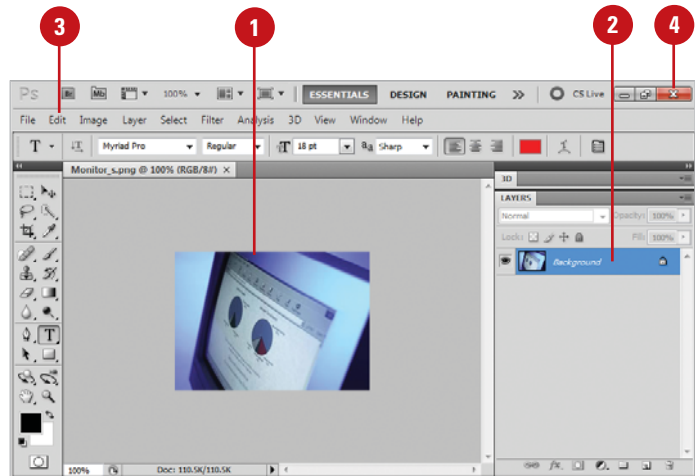 3 1 2 4
Ps Br Mb 100% ESSENTIALS DESIGN PAINTING >> CS Live
File Edit Image Layer Select Filter Analysis 3D View Window Help
T Myriad Pro Regular 18 pt aa Sharp
Monitor_s.png @ 100% (RGB/8#) ×
3D
LAYERS
Normal Opacity: 100%
Lock: Fill: 100%
Background
T
100% Doc: 110.5K/110.5K
fx.